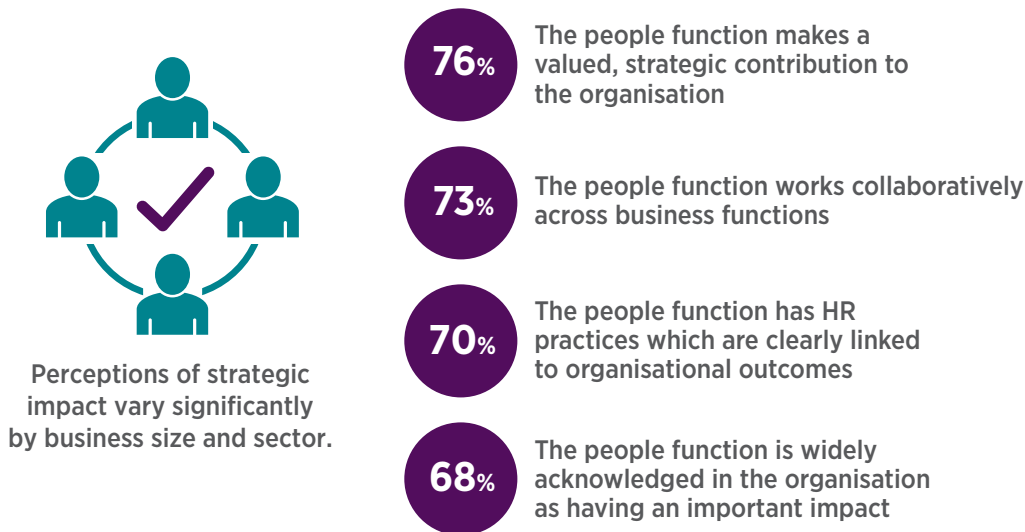 76%
The people function makes a
valued, strategic contribution to
the organisation
73%
The people function works collaboratively
across business functions
70%
The people function has HR
practices which are clearly linked
to organisational outcomes
68%
The people function is widely
acknowledged in the organisation
as having an important impact
Perceptions of strategic
impact vary significantly
by business size and sector.